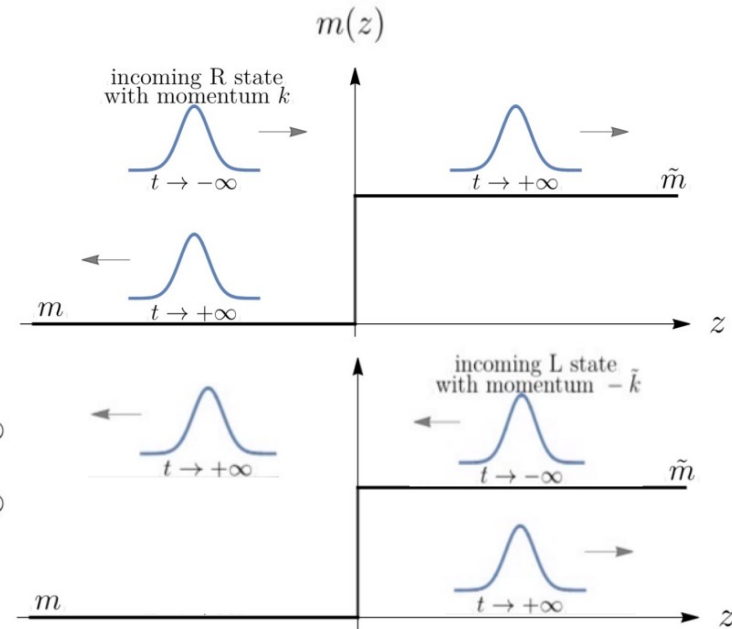 m(z)
incoming R state
with momentum k
t → −∞
t → +∞
m̃
m
t → +∞
z
incoming L state
with momentum − k̃
t → +∞
t → −∞
m̃
m
t → +∞
z